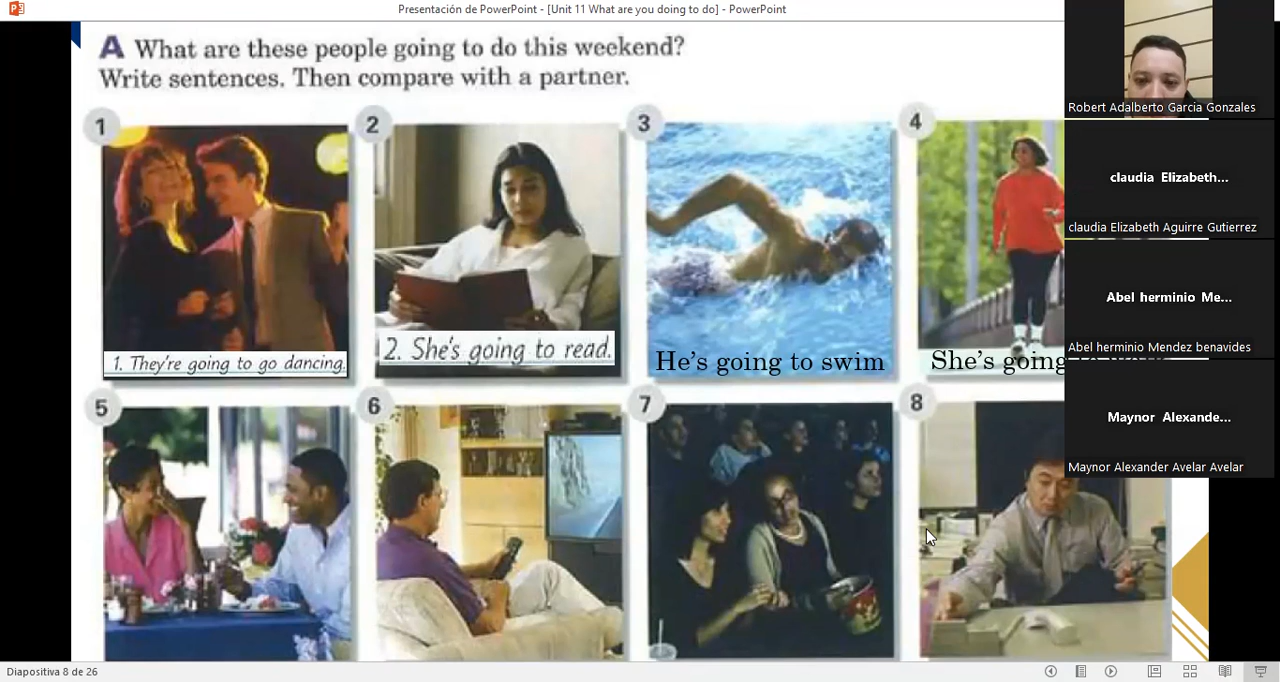 Presentación de PowerPoint - [Unit 11 What are you doing to do] - PowerPoint
A What are these people going to do this weekend?
Write sentences. Then compare with a partner.
1
2
3
4
1. They're going to go dancing.
2. She's going to read.
He's going to swim
She's going to
5
6
7
8
Robert Adalberto Garcia Gonzales
claudia Elizabeth...
claudia Elizabeth Aguirre Gutierrez
Abel herminio Me...
Abel herminio Mendez benavides
Maynor Alexande...
Maynor Alexander Avelar Avelar
Diapositiva 8 de 26